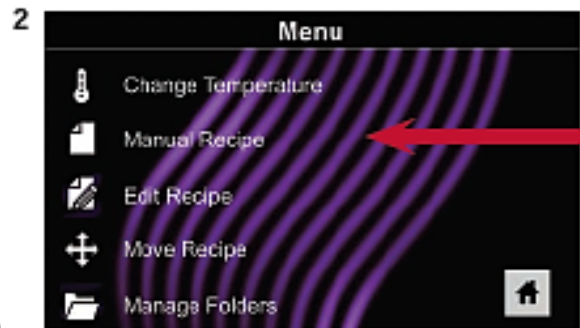 2
Menu
Change Temperature
Manual Recipe
Edit Recipe
Move Recipe
Manage Folders